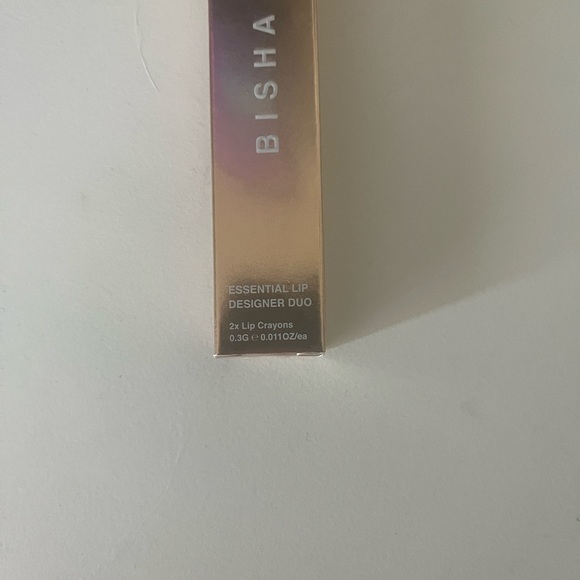 BISHA
ESSENTIAL LIP
DESIGNER DUO
2x Lip Crayons
0.3G ℮ 0.011OZ/ea